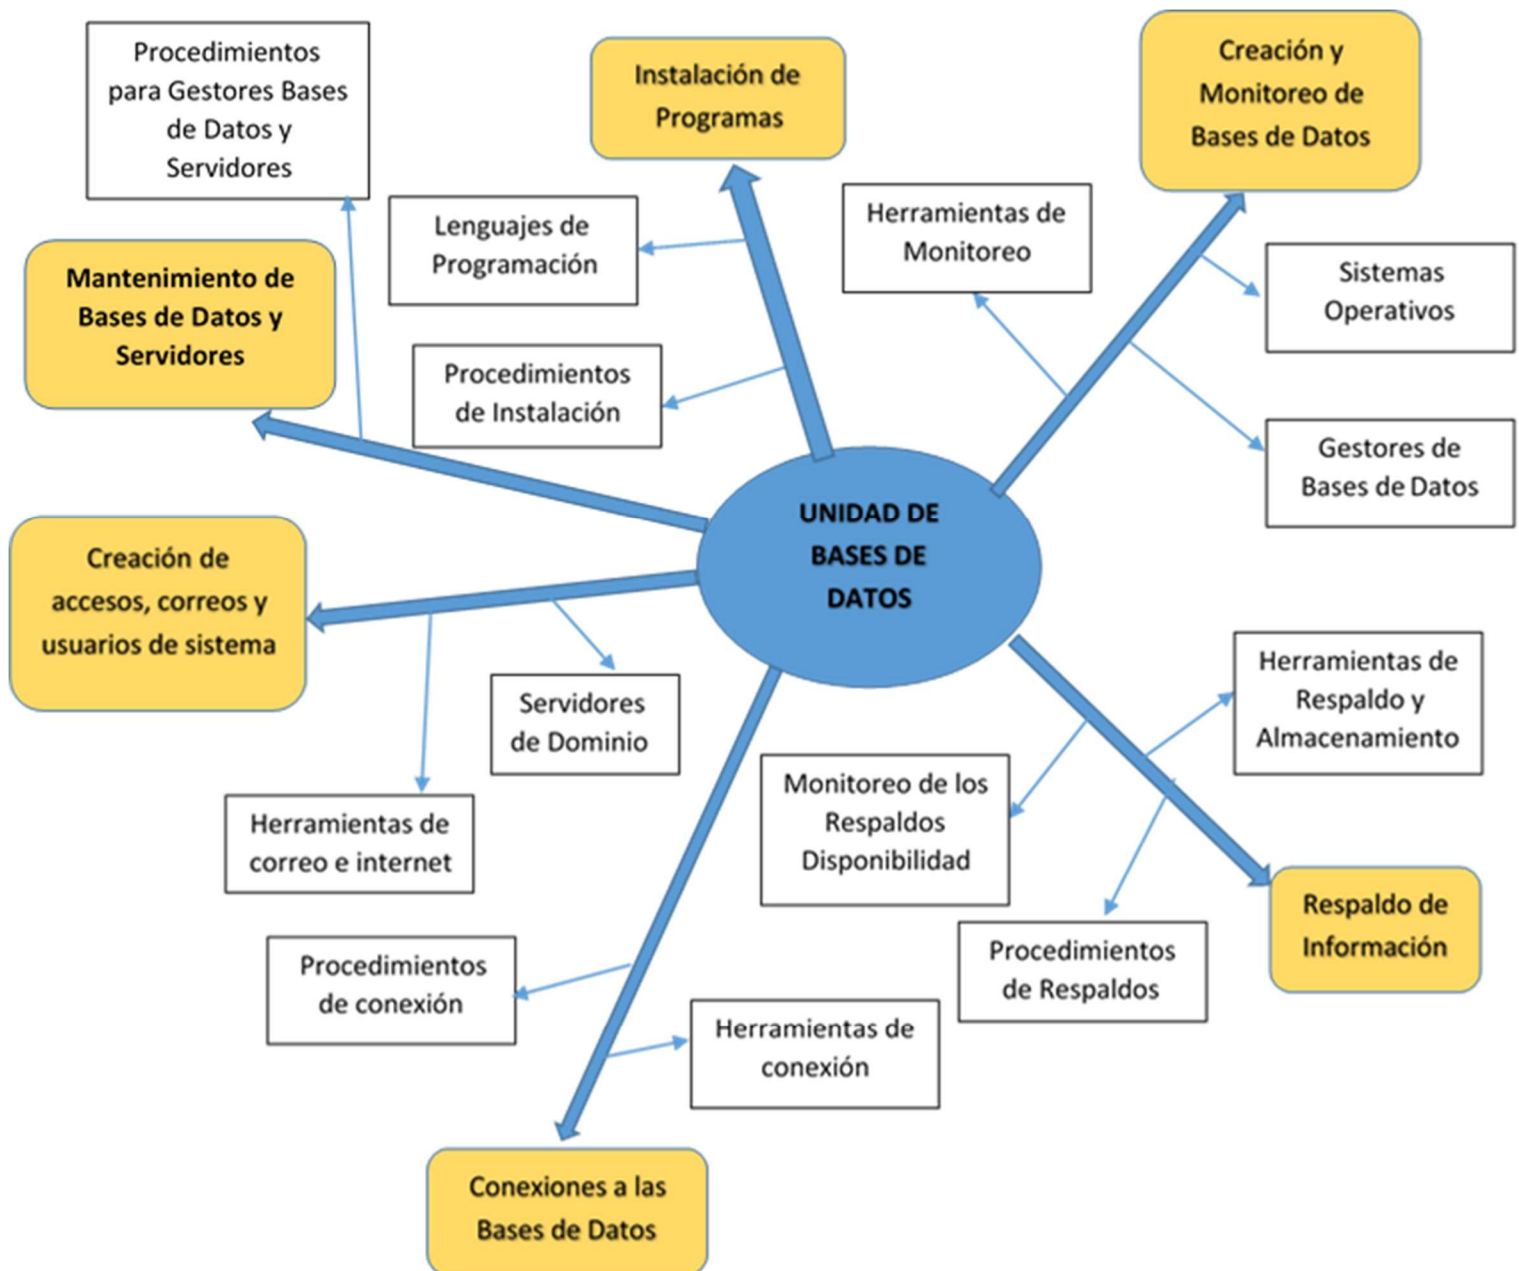 Procedimientos
para Gestores Bases
de Datos y
Servidores
Instalación de
Programas
Creación y
Monitoreo de
Bases de Datos
Lenguajes de
Programación
Herramientas de
Monitoreo
Mantenimiento de
Bases de Datos y
Servidores
Sistemas
Operativos
Procedimientos
de Instalación
Gestores de
Bases de Datos
UNIDAD DE
BASES DE
DATOS
Creación de
accesos, correos y
usuarios de sistema
Servidores
de Dominio
Herramientas de
Respaldo y
Almacenamiento
Monitoreo de los
Respaldos
Disponibilidad
Herramientas de
correo e internet
Respaldo de
Información
Procedimientos
de conexión
Procedimientos
de Respaldos
Herramientas de
conexión
Conexiones a las
Bases de Datos